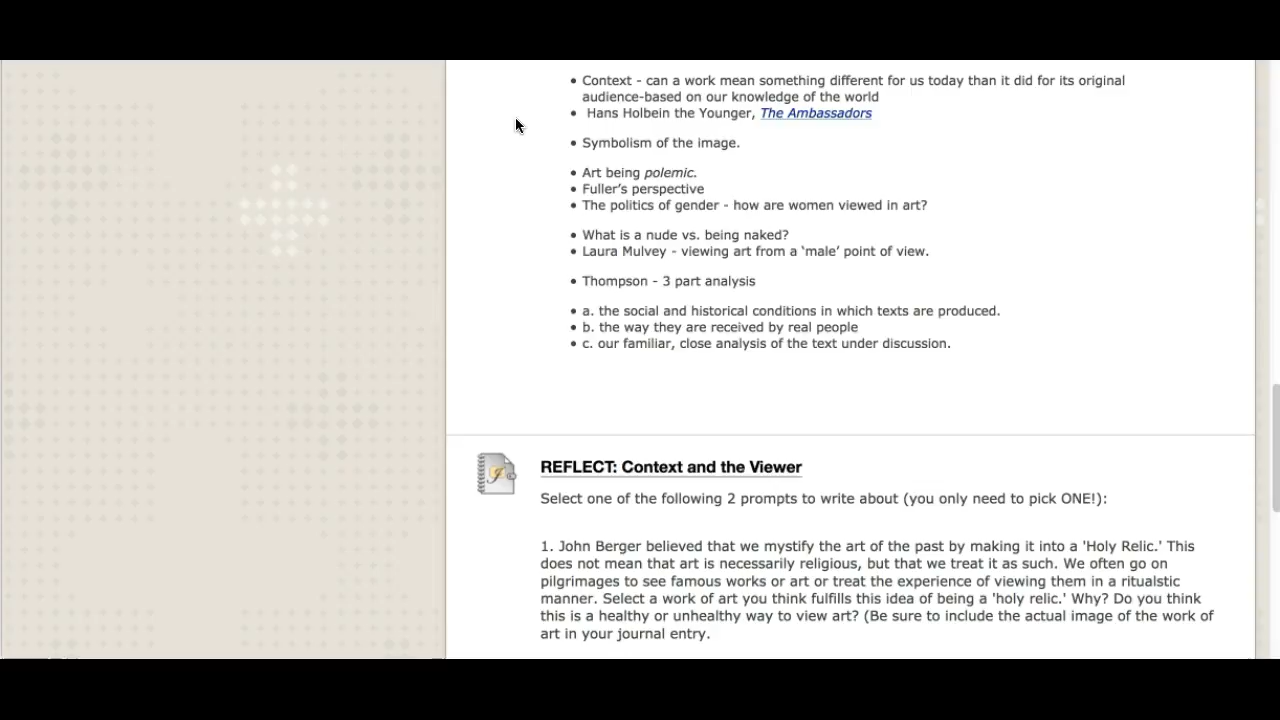 • Context - can a work mean something different for us today than it did for its original
audience-based on our knowledge of the world
• Hans Holbein the Younger, The Ambassadors
• Symbolism of the image.
• Art being polemic.
• Fuller’s perspective
• The politics of gender - how are women viewed in art?
• What is a nude vs. being naked?
• Laura Mulvey - viewing art from a ‘male’ point of view.
• Thompson - 3 part analysis
• a. the social and historical conditions in which texts are produced.
• b. the way they are received by real people
• c. our familiar, close analysis of the text under discussion.
REFLECT: Context and the Viewer
Select one of the following 2 prompts to write about (you only need to pick ONE!):
1. John Berger believed that we mystify the art of the past by making it into a 'Holy Relic.' This
does not mean that art is necessarily religious, but that we treat it as such. We often go on
pilgrimages to see famous works or art or treat the experience of viewing them in a ritualstic
manner. Select a work of art you think fulfills this idea of being a 'holy relic.' Why? Do you think
this is a healthy or unhealthy way to view art? (Be sure to include the actual image of the work of
art in your journal entry.